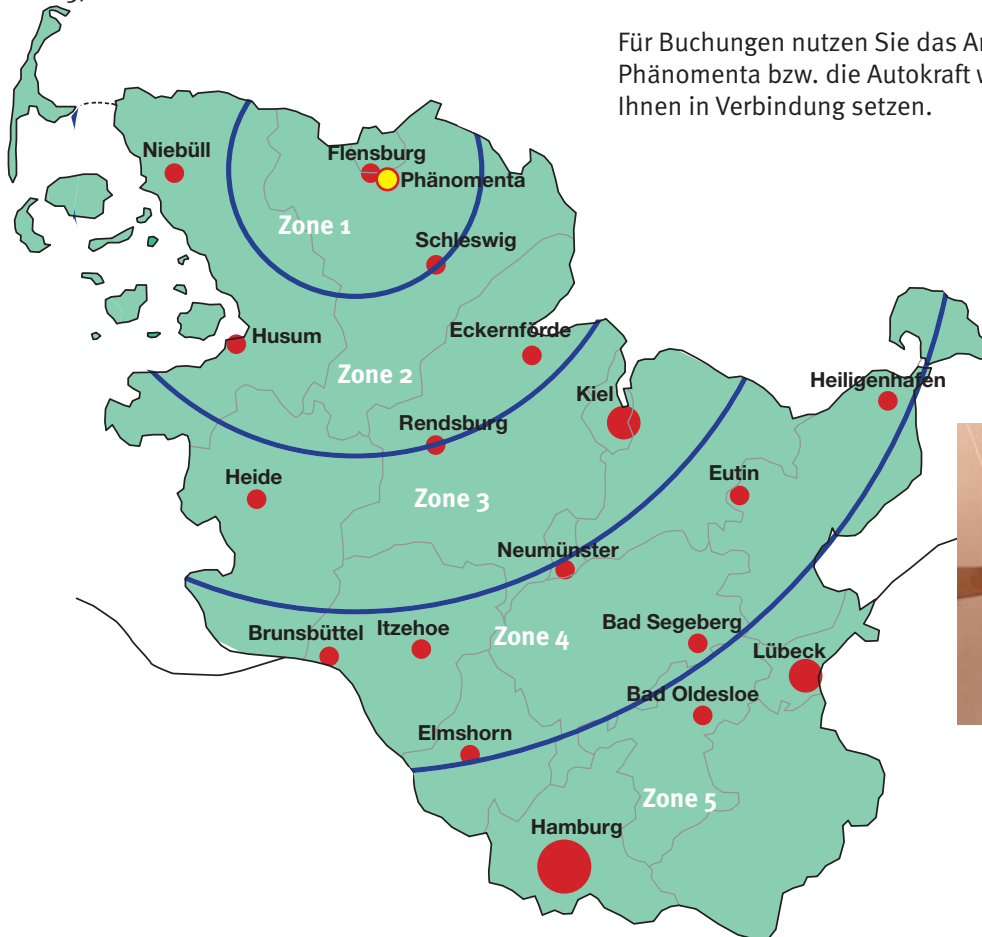 Für Buchungen nutzen Sie das
Phänomenta bzw. die Autokraft
Ihnen in Verbindung setzen.
Niebüll
Flensburg
Phänomenta
Zone 1
Schleswig
Husum
Eckernförde
Zone 2
Kiel
Heiligenhafen
Rendsburg
Heide
Zone 3
Eutin
Neumünster
Brunsbüttel
Itzehoe
Zone 4
Bad Segeberg
Lübeck
Bad Oldesloe
Elmshorn
Zone 5
Hamburg